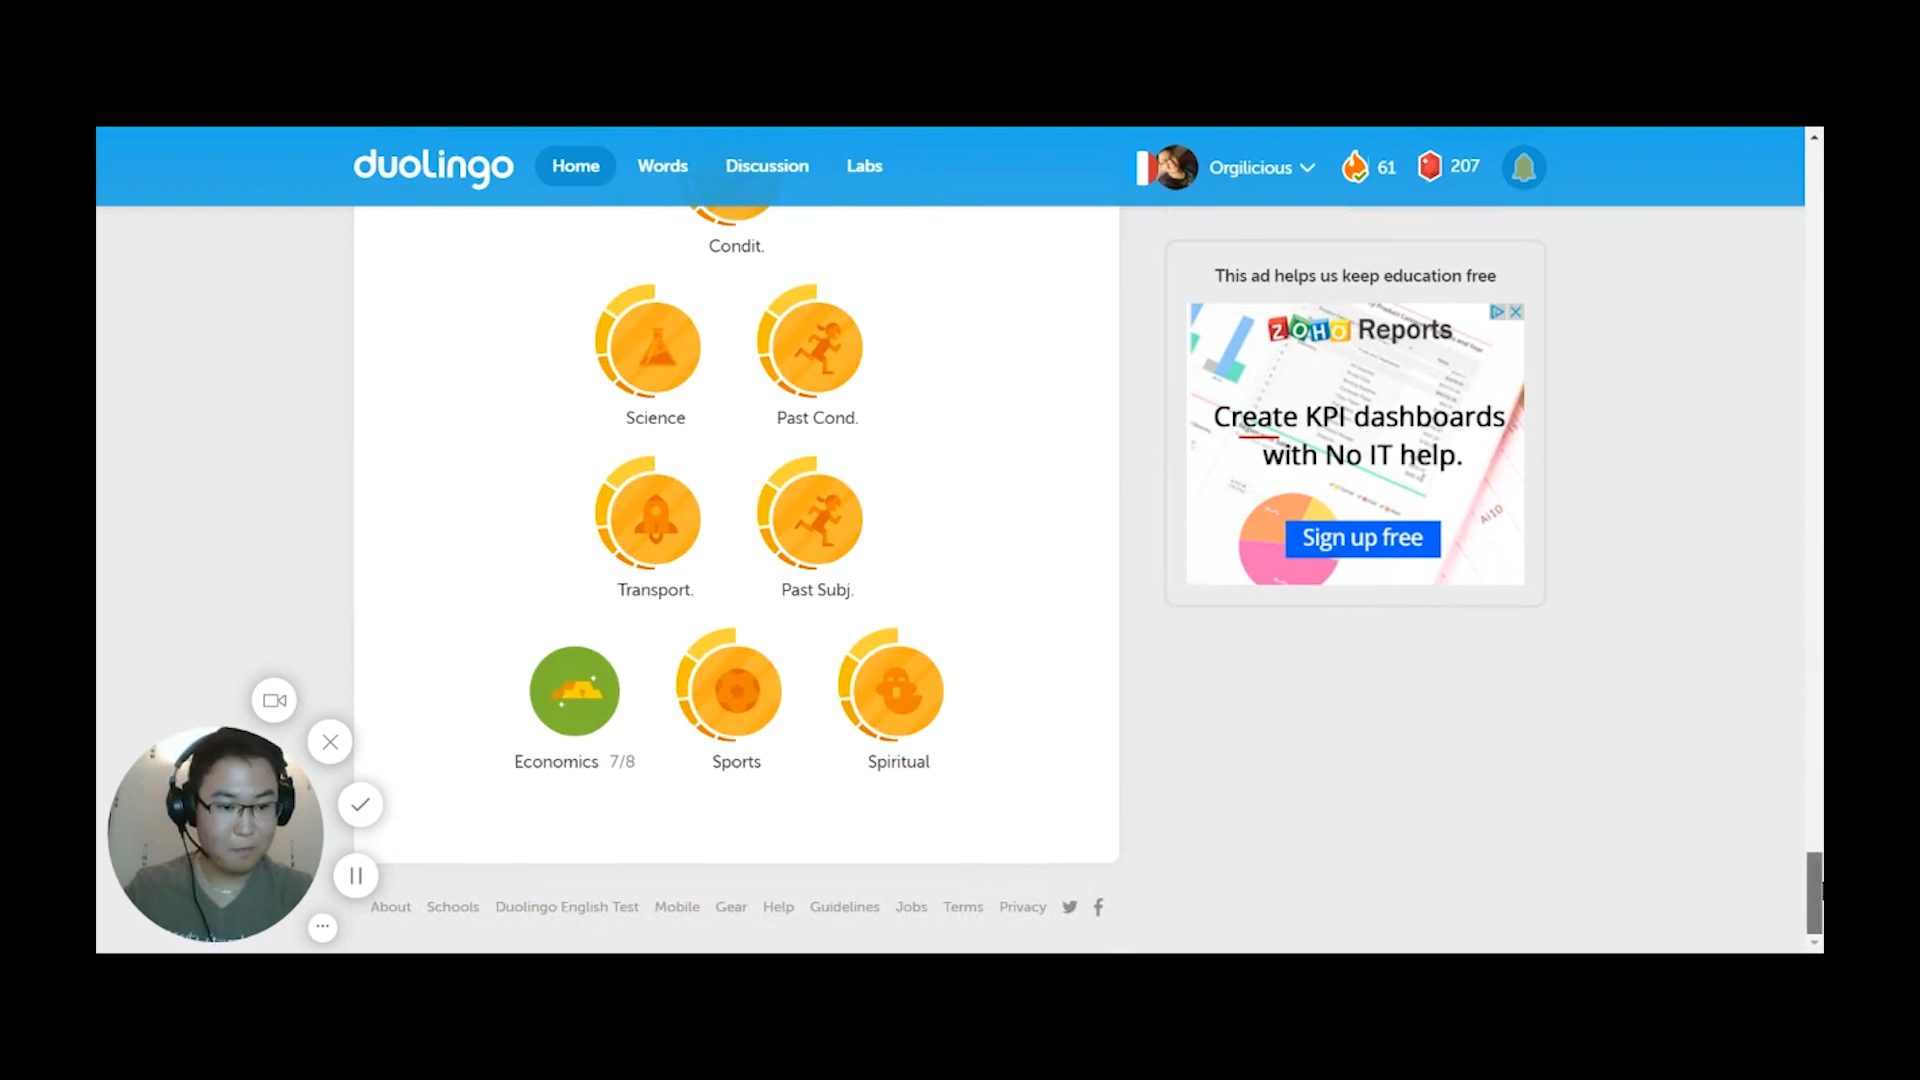 duolingo
Home Words Discussion Labs
Orgilicious 61 207
Condit.
This ad helps us keep education free
ZOHO Reports
Create KPI dashboards
with No IT help.
Ai10
Sign up free
Science Past Cond.
Transport. Past Subj.
Economics 7/8 Sports Spiritual
About Schools Duolingo English Test Mobile Gear Help Guidelines Jobs Terms Privacy